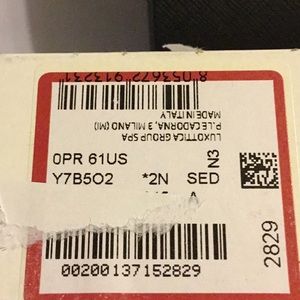 8 053672 913231
MADE IN ITALY
P.LE CADORNA, 3 MILANO (MI)
LUXOTTICA GROUP SPA
N3
0PR 61US
Y7B5O2 *2N SED
A
2829
00200137152829